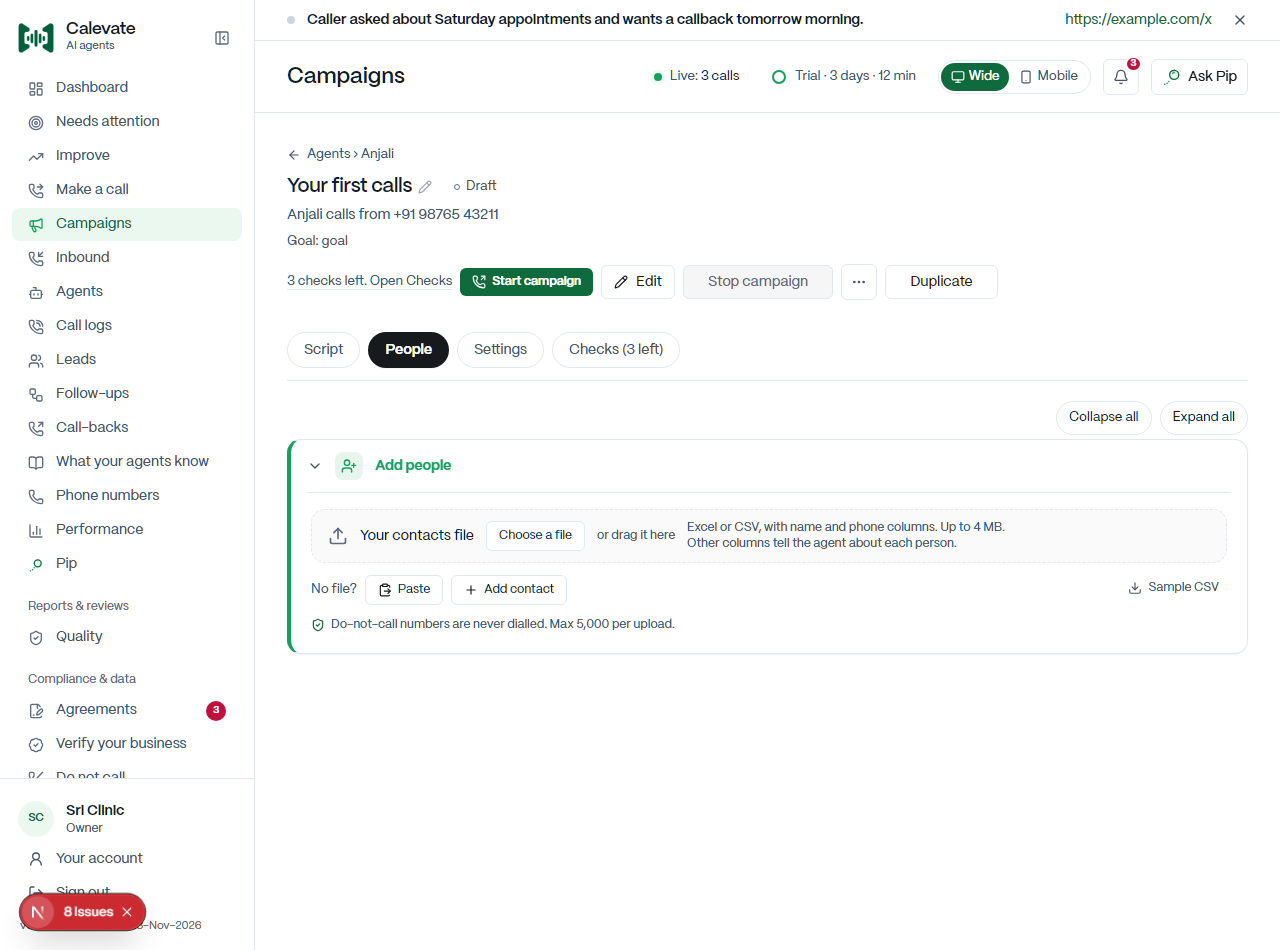 Calevate
AI agents
Dashboard
Needs attention
Improve
Make a call
Campaigns
Inbound
Agents
Call logs
Leads
Follow-ups
Call-backs
What your agents know
Phone numbers
Performance
Pip
Reports & reviews
Quality
Compliance & data
Agreements 3
Verify your business
Do not call
SC
Sri Clinic
Owner
Your account
Sign out
8 Issues
-Nov-2026
Caller asked about Saturday appointments and wants a callback tomorrow morning. https://example.com/x
Campaigns
Live: 3 calls
Trial · 3 days · 12 min
Wide
Mobile
3
Ask Pip
Agents › Anjali
Your first calls
Draft
Anjali calls from +91 98765 43211
Goal: goal
3 checks left. Open Checks
Start campaign
Edit
Stop campaign
Duplicate
Script
People
Settings
Checks (3 left)
Collapse all
Expand all
Add people
Your contacts file
Choose a file
or drag it here
Excel or CSV, with name and phone columns. Up to 4 MB.
Other columns tell the agent about each person.
No file?
Paste
Add contact
Sample CSV
Do-not-call numbers are never dialled. Max 5,000 per upload.